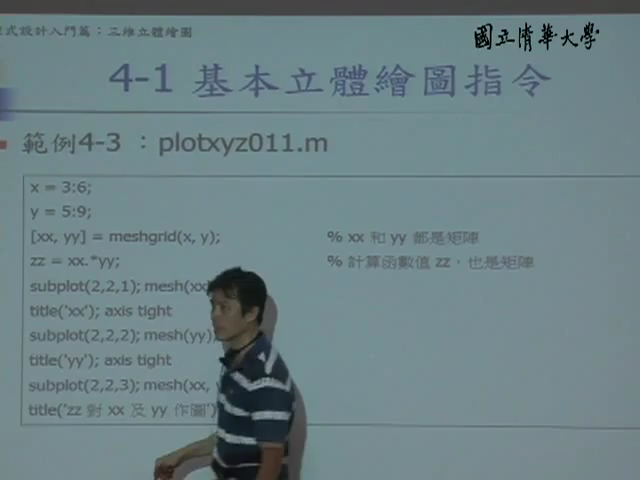 程式設計入門篇：三維立體繪圖
國立清華大學
4-1 基本立體繪圖指令
範例4-3 ：plotxyz011.m
x = 3:6;
y = 5:9;
[xx, yy] = meshgrid(x, y); % xx 和 yy 都是矩陣
zz = xx.*yy; % 計算函數值 zz，也是矩陣
subplot(2,2,1); mesh(xx
title('xx'); axis tight
subplot(2,2,2); mesh(yy)
title('yy'); axis tight
subplot(2,2,3); mesh(xx,
title('zz 對 xx 及 yy 作圖')